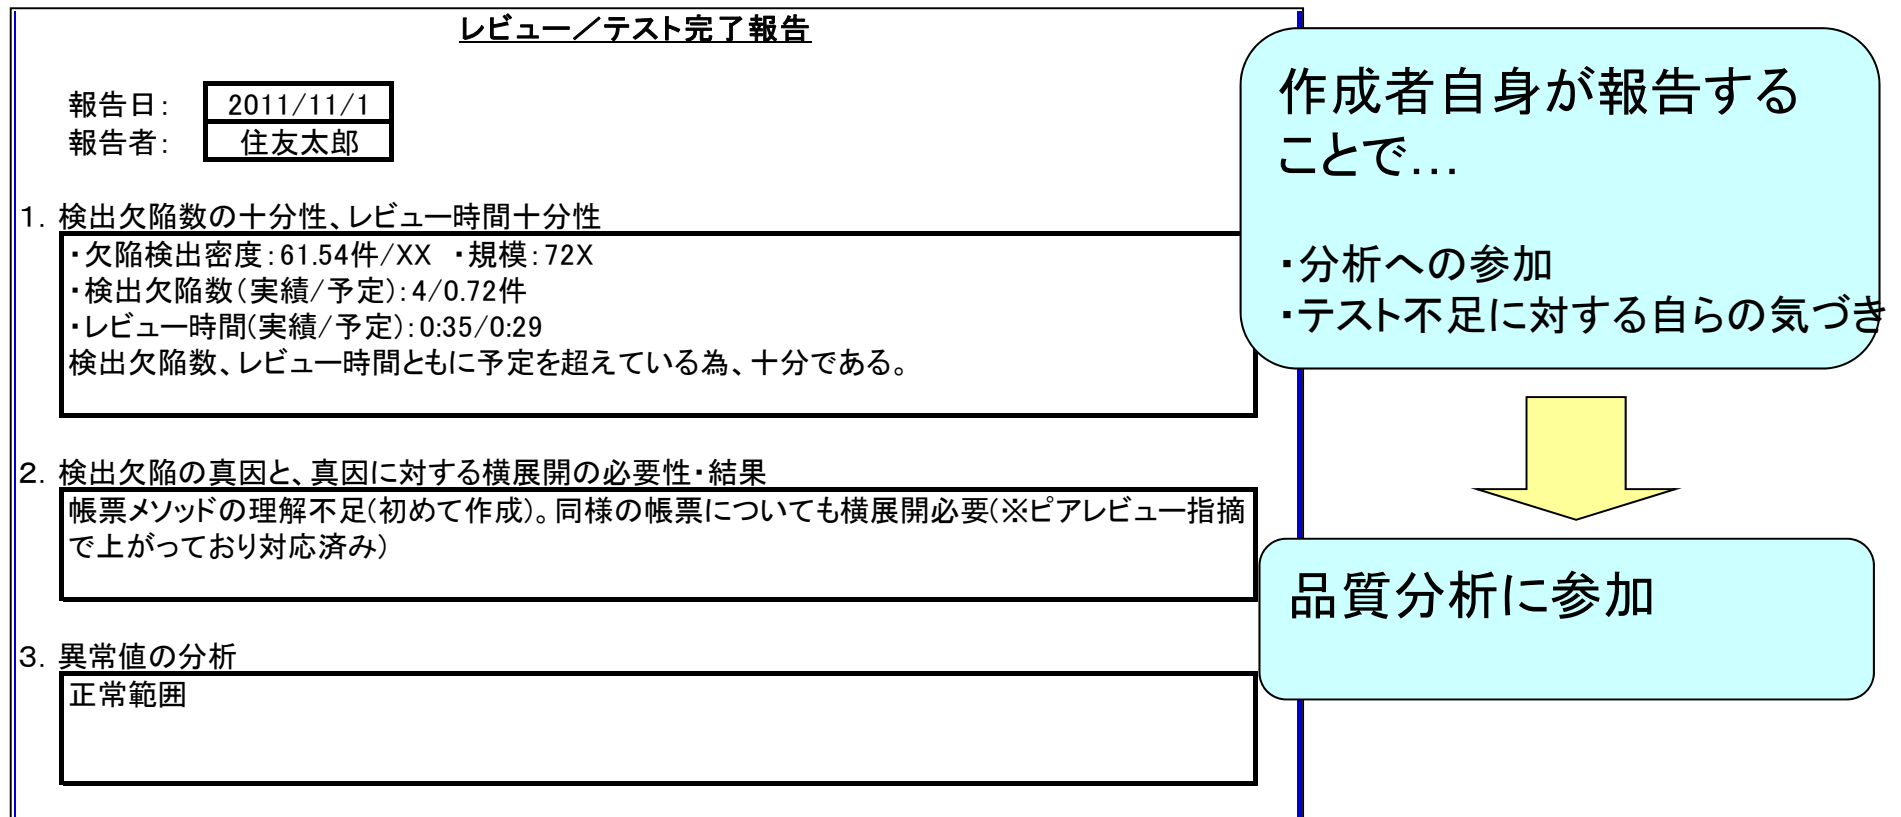 レビュー／テスト完了報告
報告日： 2011/11/1
報告者： 住友太郎
1．検出欠陥数の十分性、レビュー時間十分性
・欠陥検出密度：61.54件/XX ・規模：72X
・検出欠陥数（実績/予定）：4/0.72件
・レビュー時間(実績/予定)：0:35/0:29
検出欠陥数、レビュー時間ともに予定を超えている為、十分である。
2．検出欠陥の真因と、真因に対する横展開の必要性・結果
帳票メソッドの理解不足(初めて作成)。同様の帳票についても横展開必要(※ピアレビュー指摘
で上がっており対応済み)
3．異常値の分析
正常範囲
作成者自身が報告する
ことで…
・分析への参加
・テスト不足に対する自らの気づき
品質分析に参加